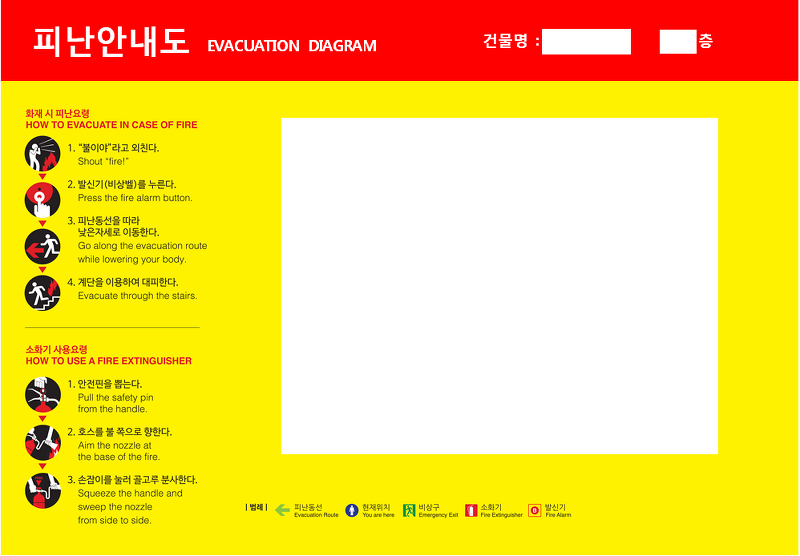 피난안내도 EVACUATION DIAGRAM
건물명 :
층
화재 시 피난요령
HOW TO EVACUATE IN CASE OF FIRE
1. “불이야”라고 외친다.
Shout “fire!”
2. 발신기(비상벨)를 누른다.
Press the fire alarm button.
3. 피난동선을 따라
낮은자세로 이동한다.
Go along the evacuation route
while lowering your body.
4. 계단을 이용하여 대피한다.
Evacuate through the stairs.
소화기 사용요령
HOW TO USE A FIRE EXTINGUISHER
1. 안전핀을 뽑는다.
Pull the safety pin
from the handle.
2. 호스를 불 쪽으로 향한다.
Aim the nozzle at
the base of the fire.
3. 손잡이를 눌러 골고루 분사한다.
Squeeze the handle and
sweep the nozzle
from side to side.
| 범례 |
피난동선
Evacuation Route
현재위치
You are here
비상구
Emergency Exit
소화기
Fire Extinguisher
발신기
Fire Alarm